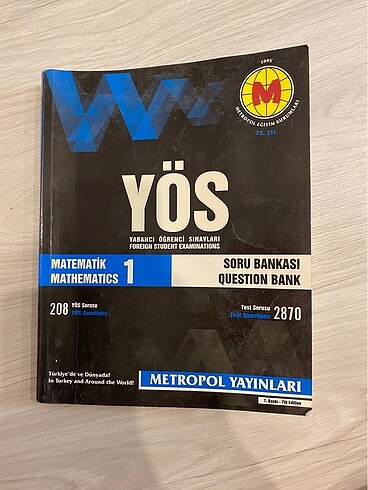 1995
M
METROPOL EĞİTİM KURUMLARI
25. YIL
YÖS
YABANCI ÖĞRENCİ SINAVLARI
FOREIGN STUDENT EXAMINATIONS
MATEMATİK
MATHEMATICS 1
SORU BANKASI
QUESTION BANK
208 YÖS Sorusu
YÖS Questions
Test Sorusu
Test Questions 2870
Türkiye'de ve Dünyada!
In Turkey and Around the World!
METROPOL YAYINLARI
7. Baskı - 7th Edition